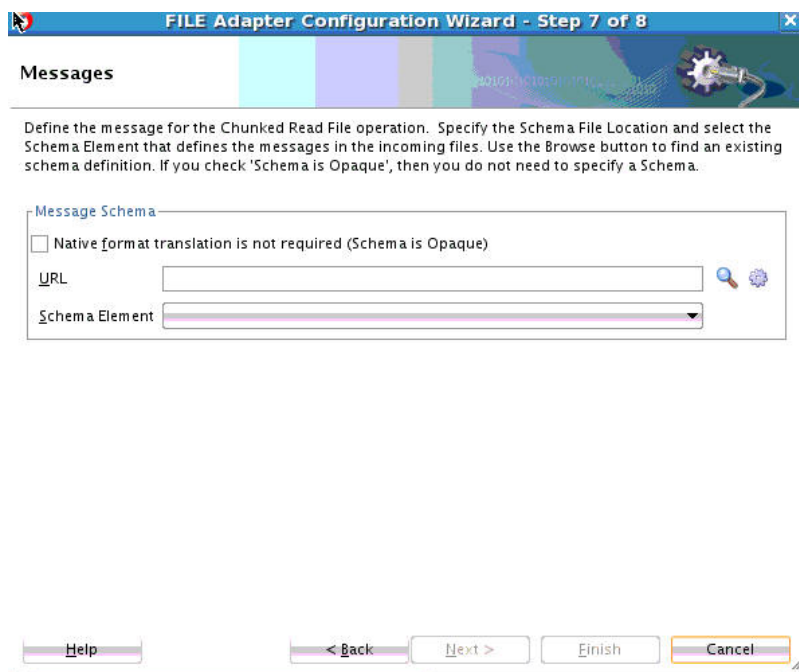 FILE Adapter Configuration Wizard - Step 7 of 8
Messages
Define the message for the Chunked Read File operation. Specify the Schema File Location and select the
Schema Element that defines the messages in the incoming files. Use the Browse button to find an existing
schema definition. If you check 'Schema is Opaque', then you do not need to specify a Schema.
Message Schema
Native format translation is not required (Schema is Opaque)
URL
Schema Element
Help
< Back
Next >
Finish
Cancel